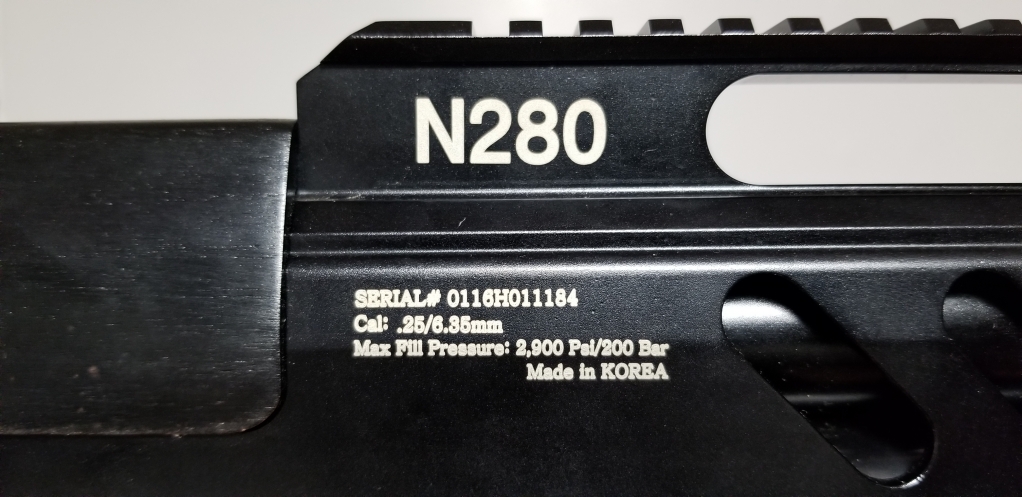 N280
SERIAL# 0116H011184
Cal: .25/6.35mm
Max Fill Pressure: 2,900 Psi/200 Bar
Made in KOREA